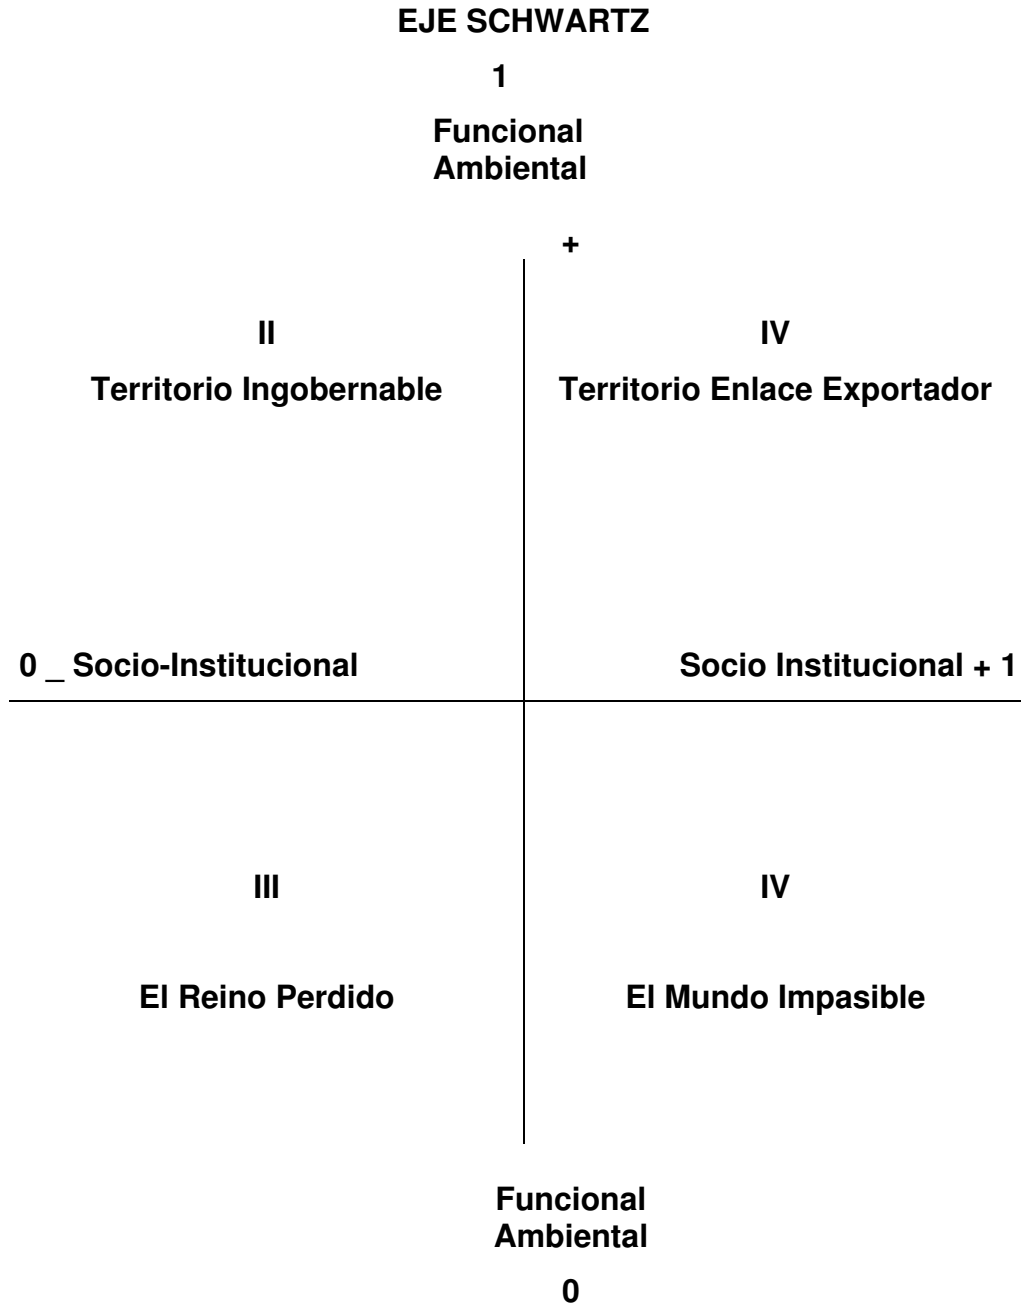 EJE SCHWARTZ
1
Funcional
Ambiental
+
II
IV
Territorio Ingobernable
Territorio Enlace Exportador
0 _ Socio-Institucional
Socio Institucional + 1
III
IV
El Reino Perdido
El Mundo Impasible
Funcional
Ambiental
0